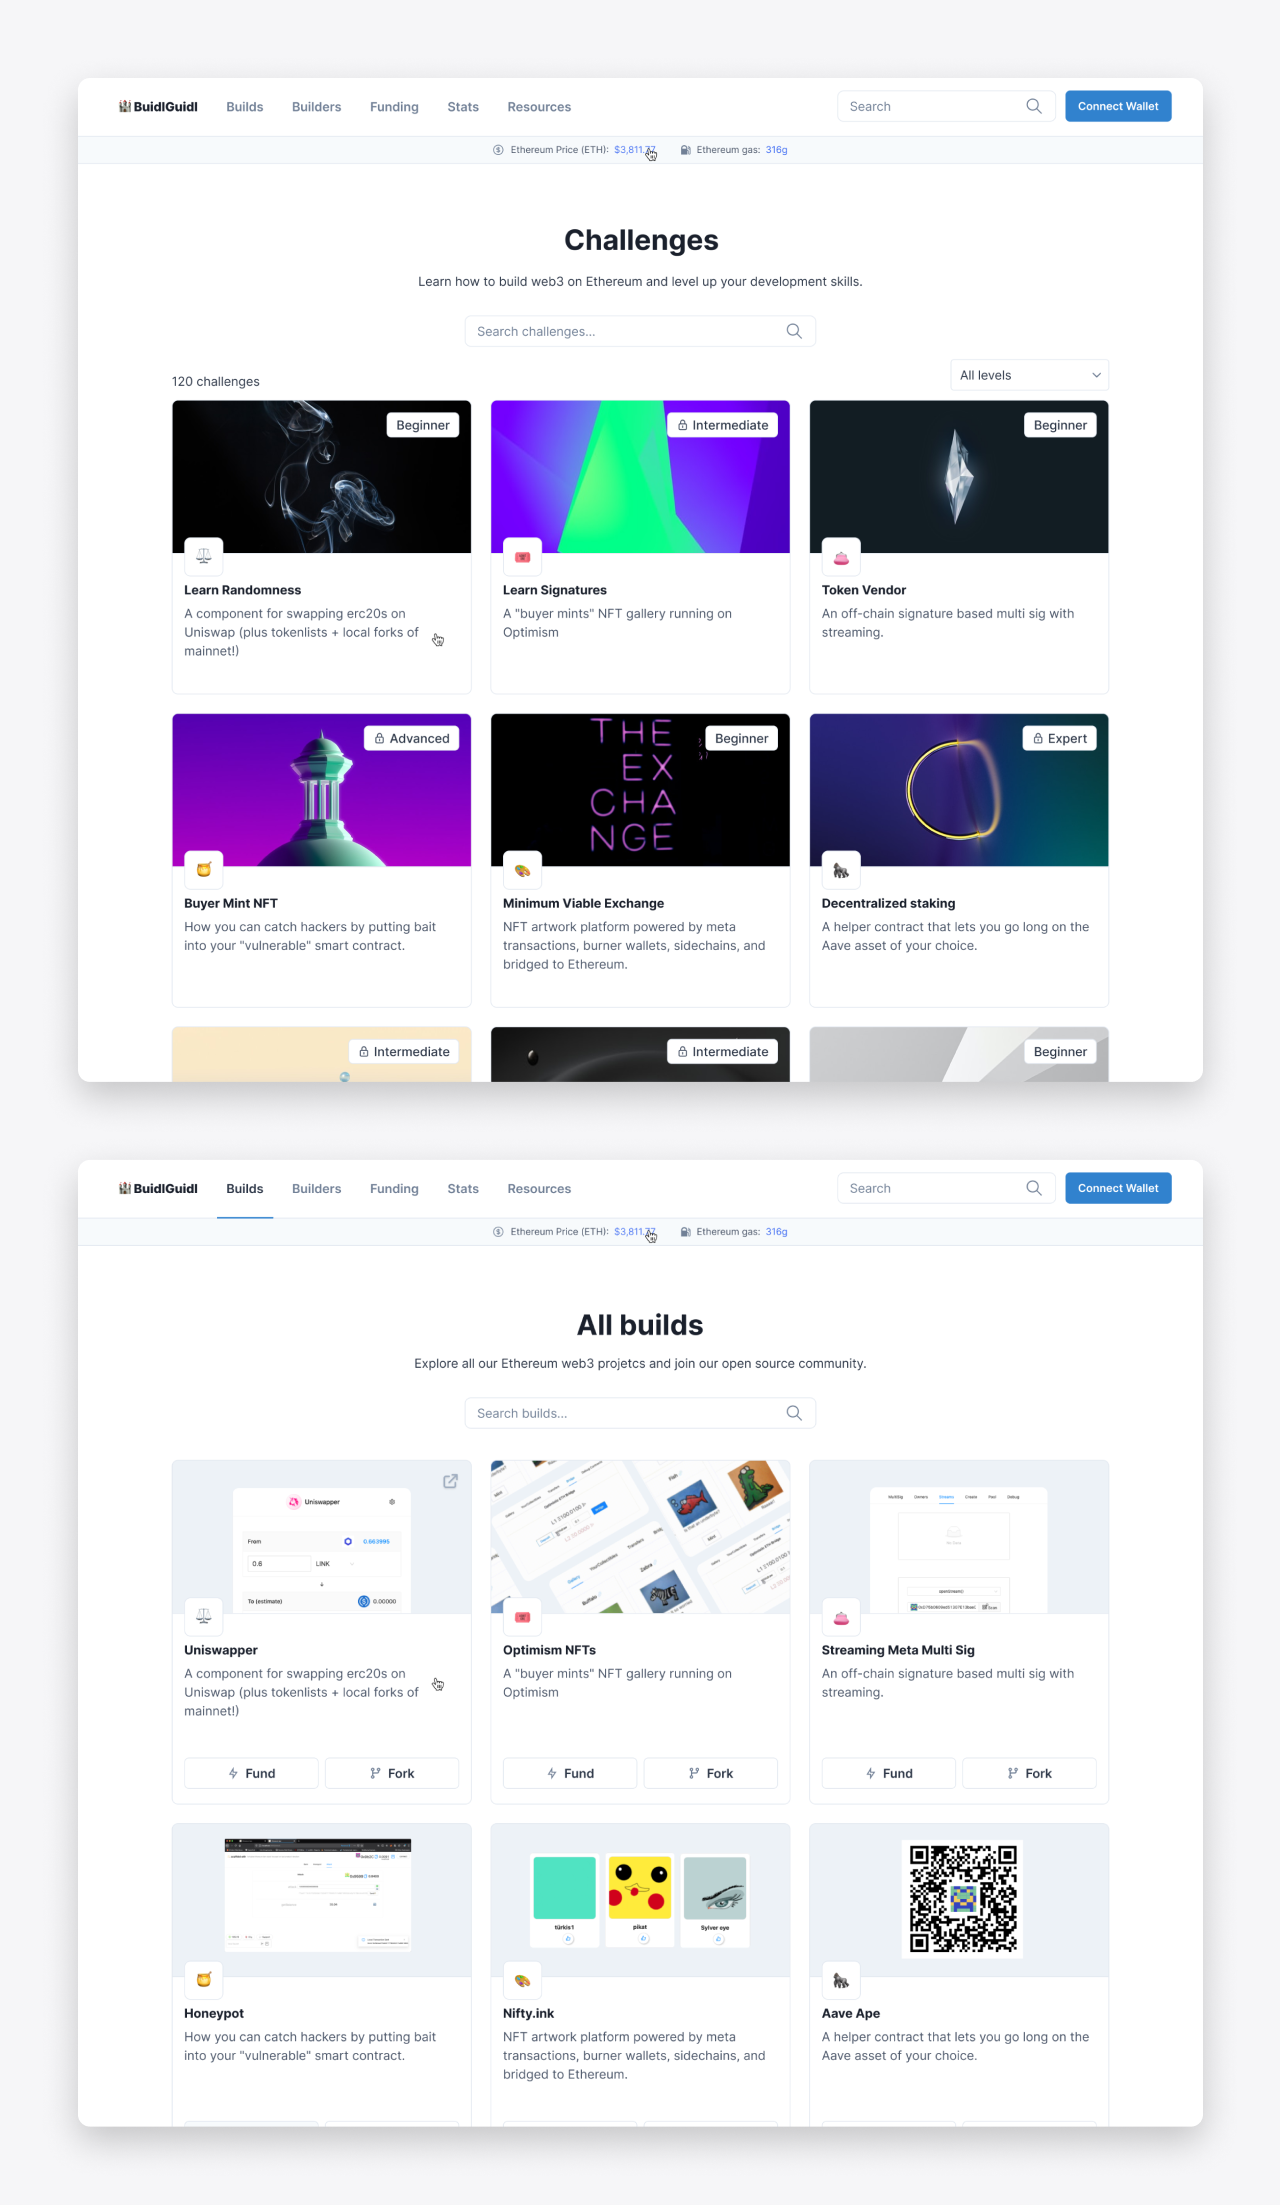 BuidlGuidl Builds Builders Funding Stats Resources Search Connect Wallet
Ethereum Price (ETH): $3,811.77 Ethereum gas: 316g
Challenges
Learn how to build web3 on Ethereum and level up your development skills.
Search challenges...
120 challenges
All levels
Beginner
Intermediate
Beginner
Learn Randomness
A component for swapping erc20s on
Uniswap (plus tokenlists + local forks of
mainnet!)
Learn Signatures
A "buyer mints" NFT gallery running on
Optimism
Token Vendor
An off-chain signature based multi sig with
streaming.
Advanced
THE
EX
CHA
NGE
Beginner
Expert
Buyer Mint NFT
How you can catch hackers by putting bait
into your "vulnerable" smart contract.
Minimum Viable Exchange
NFT artwork platform powered by meta
transactions, burner wallets, sidechains, and
bridged to Ethereum.
Decentralized staking
A helper contract that lets you go long on the
Aave asset of your choice.
Intermediate
Intermediate
Beginner
BuidlGuidl Builds Builders Funding Stats Resources Search Connect Wallet
Ethereum Price (ETH): $3,811.77 Ethereum gas: 316g
All builds
Explore all our Ethereum web3 projetcs and join our open source community.
Search builds...
Uniswapper
From 0.663995
0.6 LINK
To (estimate) 0.00000
Fish
Zebra
Buffalo
MultiSig Owners Streams Create Pool Debug
openStream()
Uniswapper
A component for swapping erc20s on
Uniswap (plus tokenlists + local forks of
mainnet!)
Fund Fork
Optimism NFTs
A "buyer mints" NFT gallery running on
Optimism
Fund Fork
Streaming Meta Multi Sig
An off-chain signature based multi sig with
streaming.
Fund Fork
türkis1 pikat Sylver eye
Honeypot
How you can catch hackers by putting bait
into your "vulnerable" smart contract.
Nifty.ink
NFT artwork platform powered by meta
transactions, burner wallets, sidechains, and
bridged to Ethereum.
Aave Ape
A helper contract that lets you go long on the
Aave asset of your choice.